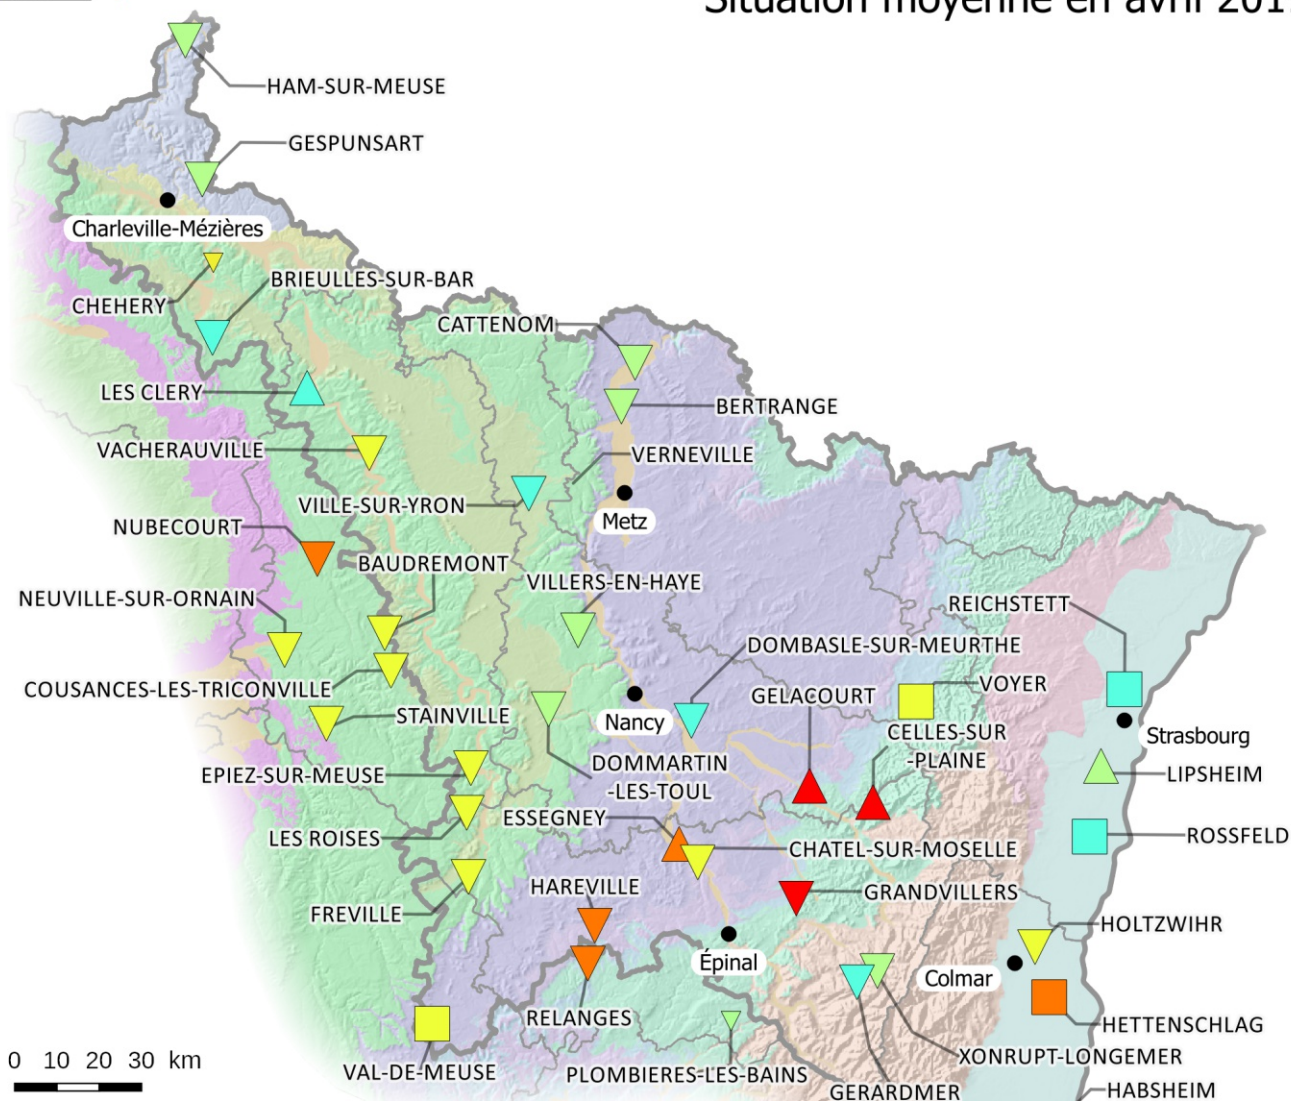 Situation moyenne en avril 201
HAM-SUR-MEUSE
GESPUNSART
Charleville-Mézières
BRIEULLES-SUR-BAR
CHEHERY
CATTENOM
LES CLERY
BERTRANGE
VACHERAUVILLE
VERNEVILLE
VILLE-SUR-YRON
Metz
NUBECOURT
BAUDREMONT
VILLERS-EN-HAYE
NEUVILLE-SUR-ORNAIN
REICHSTETT
DOMBASLE-SUR-MEURTHE
COUSANCES-LES-TRICONVILLE
GELACOURT
VOYER
STAINVILLE
Nancy
CELLES-SUR
-PLAINE
Strasbourg
EPIEZ-SUR-MEUSE
DOMMARTIN
-LES-TOUL
LIPSHEIM
ESSEGNEY
LES ROISES
CHATEL-SUR-MOSELLE
ROSSFELD
HAREVILLE
GRANDVILLERS
FREVILLE
HOLTZWIHR
Épinal
Colmar
RELANGES
HETTENSCHLAG
0 10 20 30 km
XONRUPT-LONGEMER
VAL-DE-MEUSE
PLOMBIERES-LES-BAINS
GERARDMER
HABSHEIM